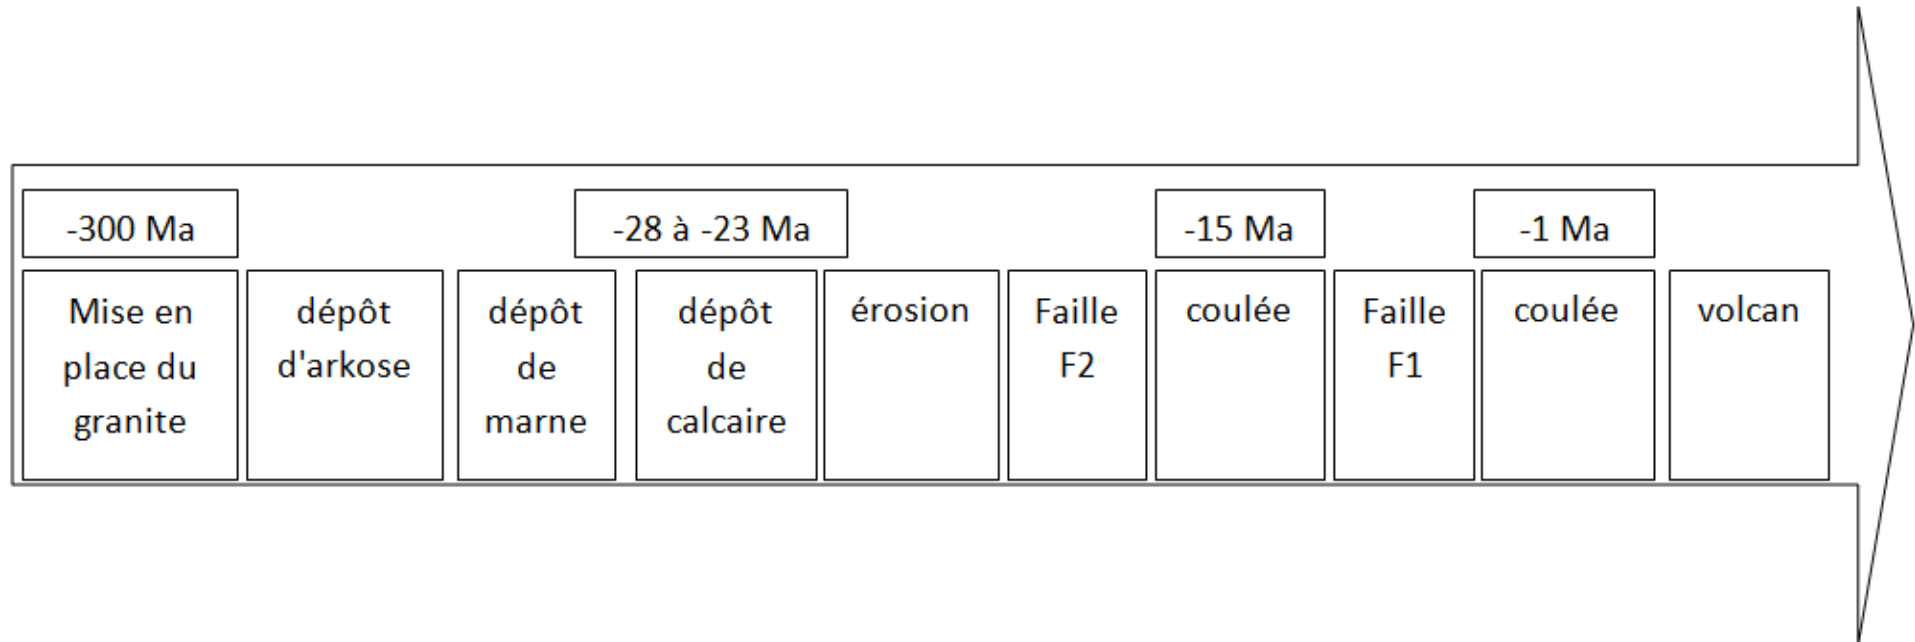 -300 Ma
-28 à -23 Ma
-15 Ma
-1 Ma
Mise en
place du
granite
dépôt
d'arkose
dépôt
de
marne
dépôt
de
calcaire
érosion
Faille
F2
coulée
Faille
F1
coulée
volcan